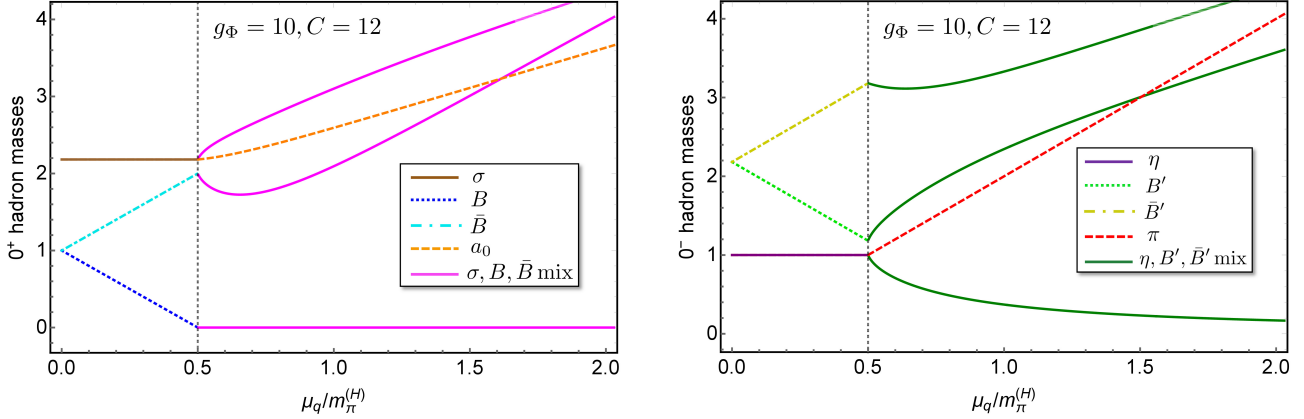 g_Φ = 10, C = 12
0⁺ hadron masses
4
3
2
1
0
σ
B
B̄
a₀
σ, B, B̄ mix
0.0 0.5 1.0 1.5 2.0
μ_q/m_π^(H)
g_Φ = 10, C = 12
0⁻ hadron masses
4
3
2
1
0
η
B′
B̄′
π
η, B′, B̄′ mix
0.0 0.5 1.0 1.5 2.0
μ_q/m_π^(H)